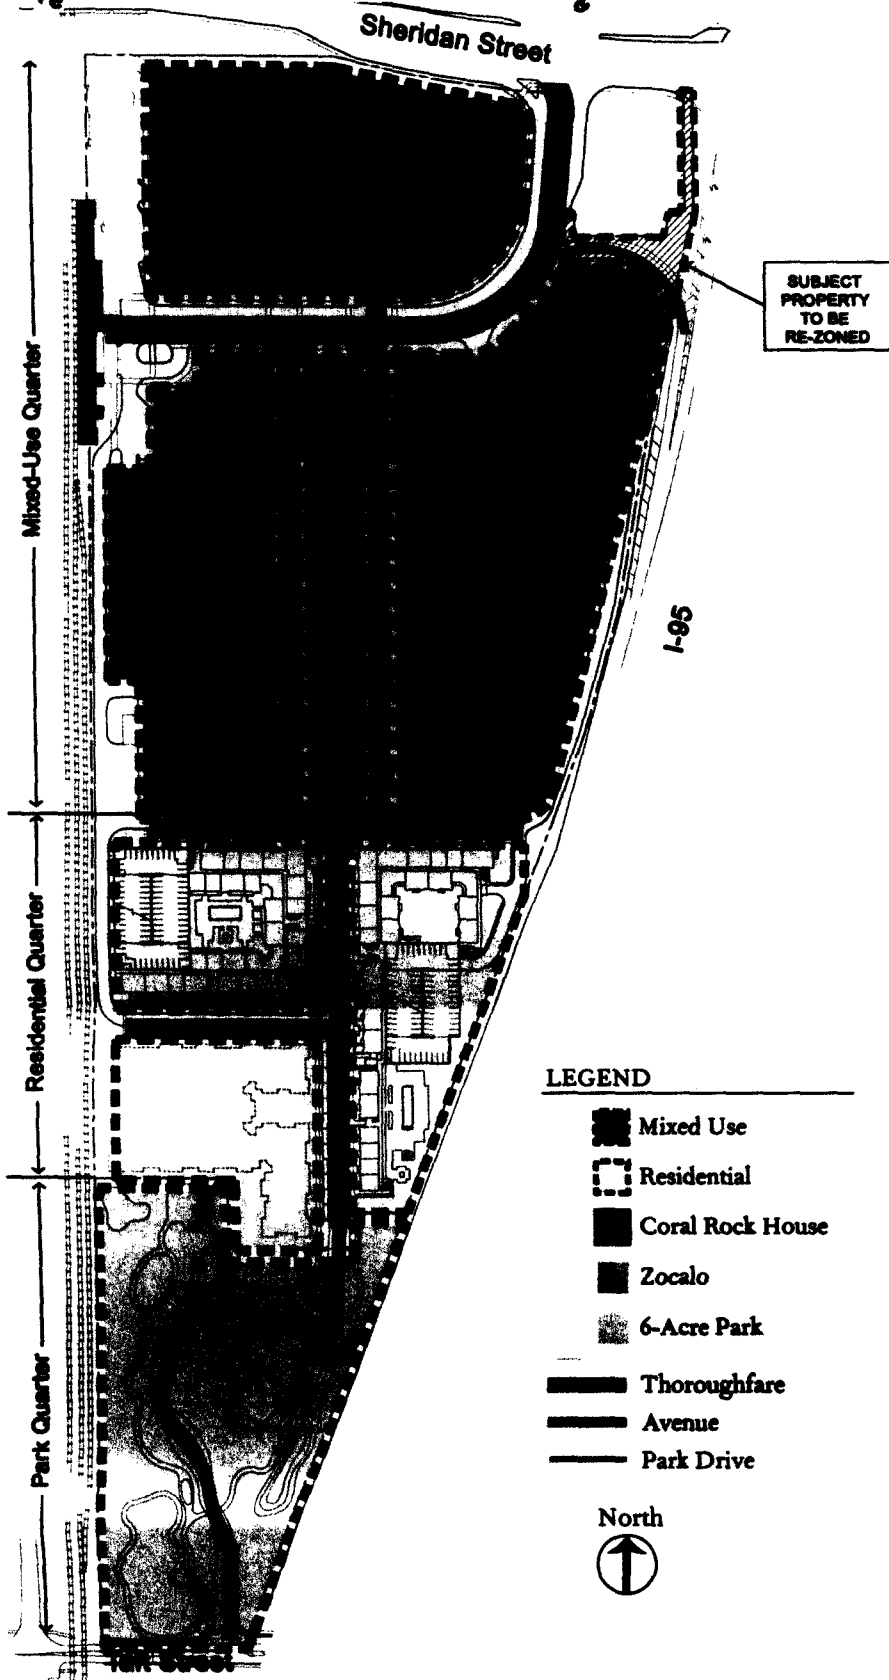 Sheridan Street
SUBJECT
PROPERTY
TO BE
RE-ZONED
Mixed-Use Quarter
I-95
Residential Quarter
LEGEND
Mixed Use
Residential
Coral Rock House
Zocalo
6-Acre Park
Thoroughfare
Avenue
Park Drive
Park Quarter
North
Street